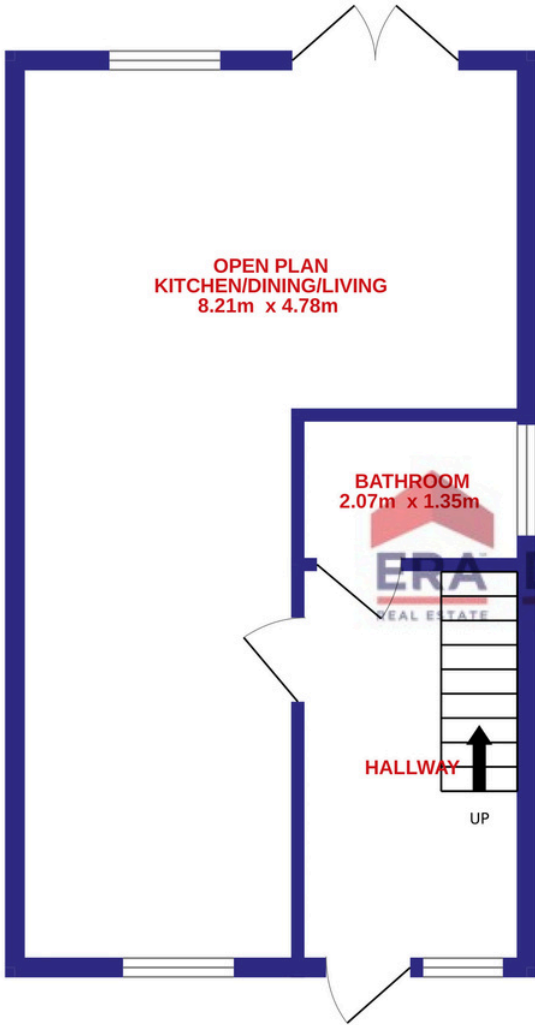 OPEN PLAN
KITCHEN/DINING/LIVING
8.21m x 4.78m
BATHROOM
2.07m x 1.35m
ERA
REAL ESTATE
HALLWAY
UP